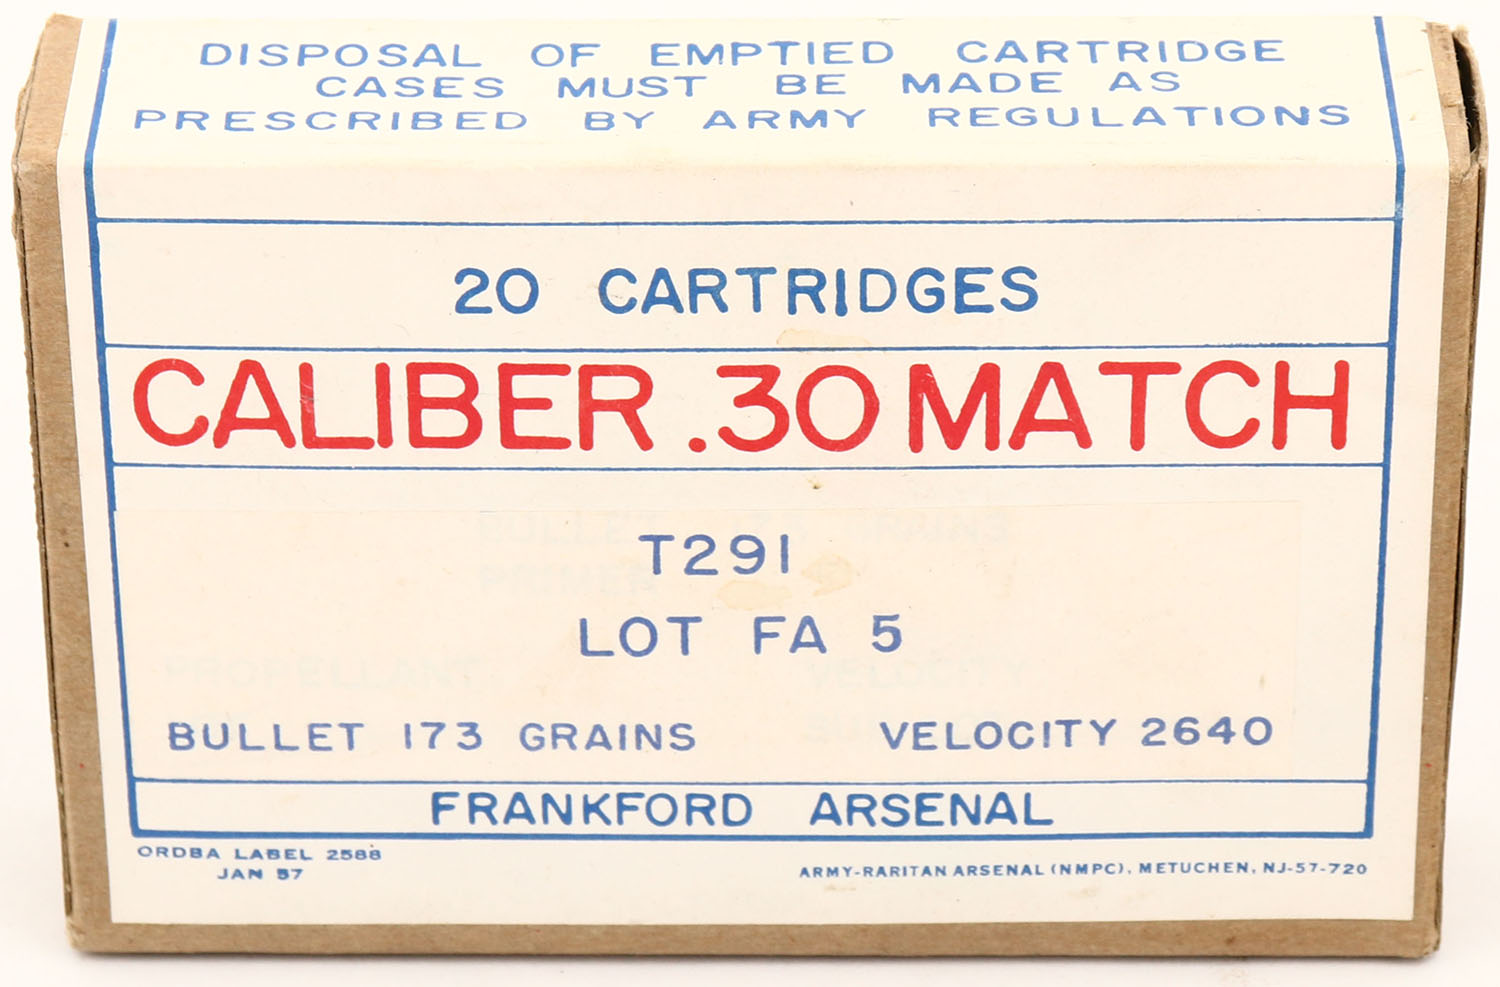 DISPOSAL OF EMPTIED CARTRIDGE
CASES MUST BE MADE AS
PRESCRIBED BY ARMY REGULATIONS
20 CARTRIDGES
CALIBER .30 MATCH
T291
LOT FA 5
BULLET 173 GRAINS VELOCITY 2640
FRANKFORD ARSENAL
ORDBA LABEL 2588
JAN 57
ARMY-RARITAN ARSENAL (NMPC), METUCHEN, NJ-57-720